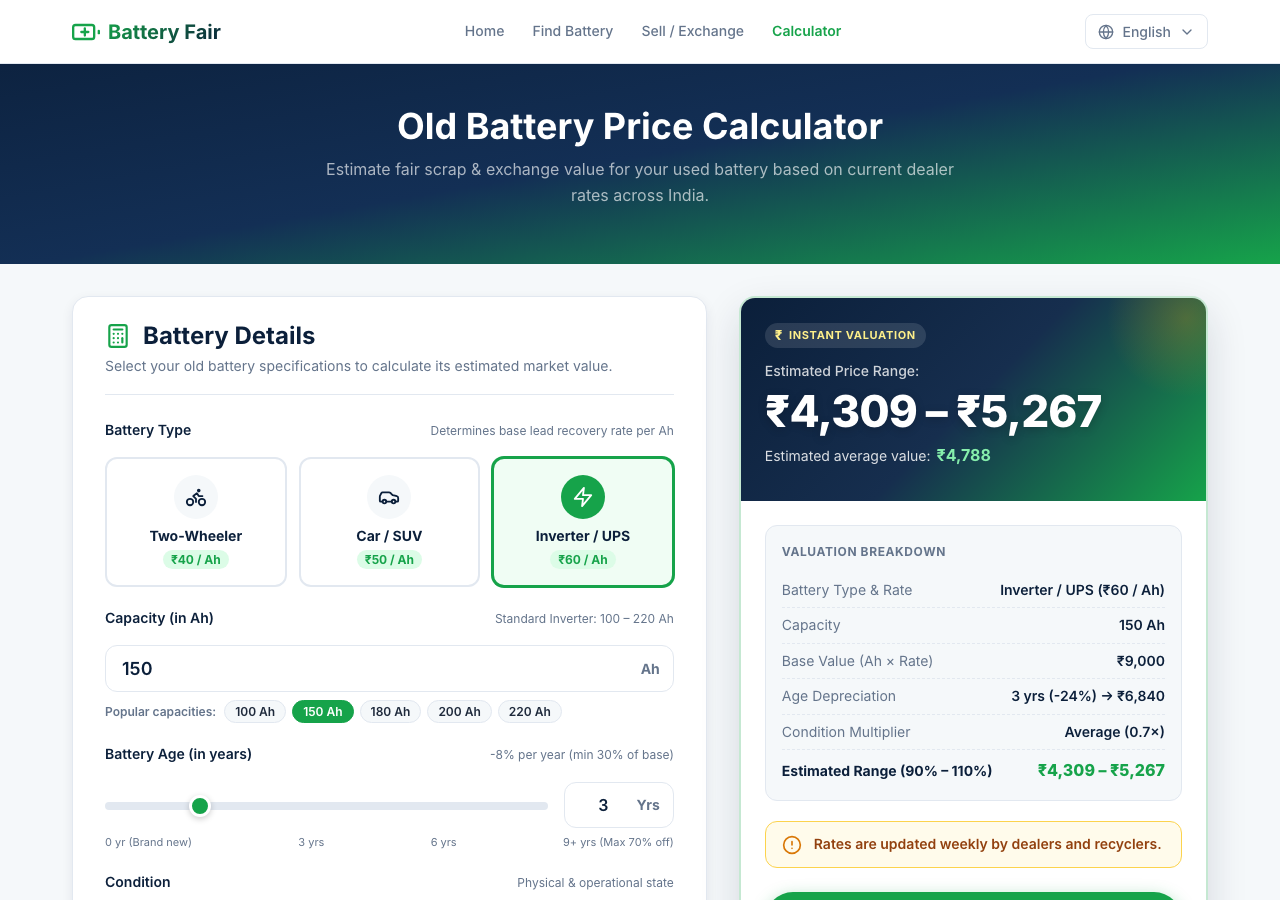 Battery Fair
Home
Find Battery
Sell / Exchange
Calculator
English
Old Battery Price Calculator
Estimate fair scrap & exchange value for your used battery based on current dealer
rates across India.
Battery Details
Select your old battery specifications to calculate its estimated market value.
Battery Type
Determines base lead recovery rate per Ah
Two-Wheeler
₹40 / Ah
Car / SUV
₹50 / Ah
Inverter / UPS
₹60 / Ah
Capacity (in Ah)
Standard Inverter: 100 – 220 Ah
150
Ah
Popular capacities:
100 Ah
150 Ah
180 Ah
200 Ah
220 Ah
Battery Age (in years)
-8% per year (min 30% of base)
3
Yrs
0 yr (Brand new)
3 yrs
6 yrs
9+ yrs (Max 70% off)
Condition
Physical & operational state
₹ INSTANT VALUATION
Estimated Price Range:
₹4,309 – ₹5,267
Estimated average value: ₹4,788
VALUATION BREAKDOWN
Battery Type & Rate
Inverter / UPS (₹60 / Ah)
Capacity
150 Ah
Base Value (Ah × Rate)
₹9,000
Age Depreciation
3 yrs (-24%) → ₹6,840
Condition Multiplier
Average (0.7×)
Estimated Range (90% – 110%)
₹4,309 – ₹5,267
Rates are updated weekly by dealers and recyclers.